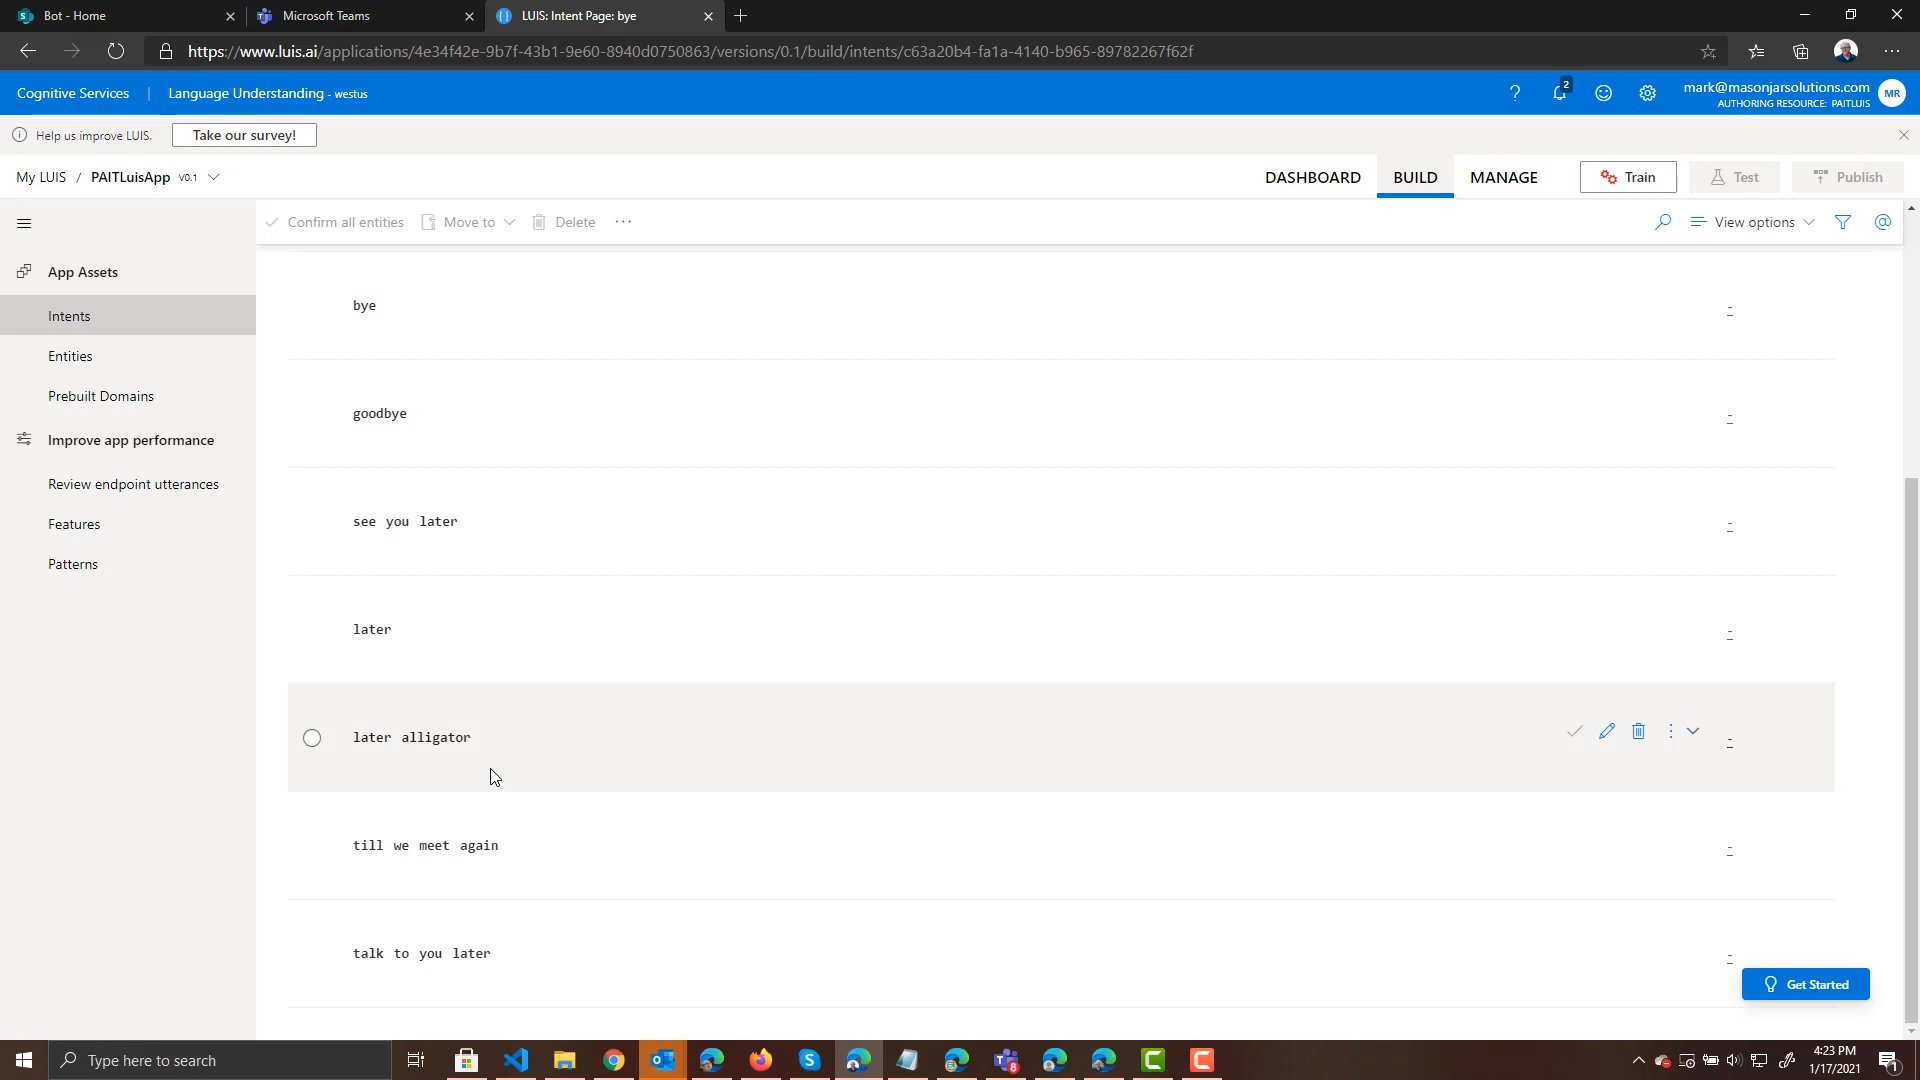 Bot - Home
Microsoft Teams
LUIS: Intent Page: bye
https://www.luis.ai/applications/4e34f42e-9b7f-43b1-9e60-8940d0750863/versions/0.1/build/intents/c63a20b4-fa1a-4140-b965-89782267f62f
Cognitive Services | Language Understanding - westus
2
mark@masonjarsolutions.com
AUTHORING RESOURCE: PAITLUIS
MR
Help us improve LUIS. Take our survey!
My LUIS / PAITLuisApp V0.1
DASHBOARD BUILD MANAGE Train Test Publish
Confirm all entities Move to Delete ...
View options
App Assets
Intents
Entities
Prebuilt Domains
Improve app performance
Review endpoint utterances
Features
Patterns
bye -
goodbye -
see you later -
later -
later alligator -
till we meet again -
talk to you later -
Get Started
Type here to search
8
4:23 PM
1/17/2021
1